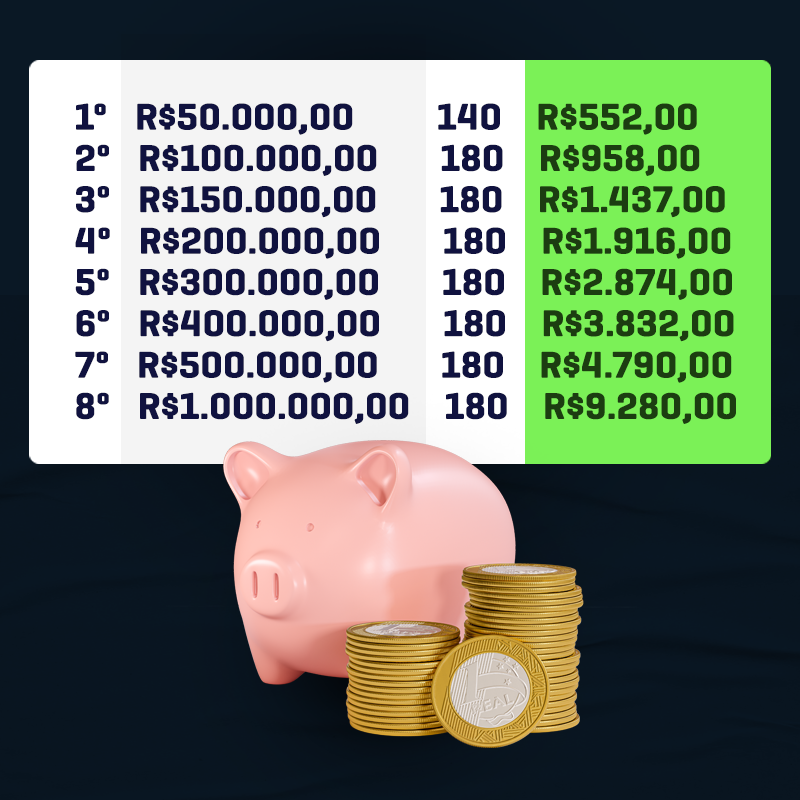 1º R$50.000,00 140 R$552,00
2º R$100.000,00 180 R$958,00
3º R$150.000,00 180 R$1.437,00
4º R$200.000,00 180 R$1.916,00
5º R$300.000,00 180 R$2.874,00
6º R$400.000,00 180 R$3.832,00
7º R$500.000,00 180 R$4.790,00
8º R$1.000.000,00 180 R$9.280,00
1
REAL